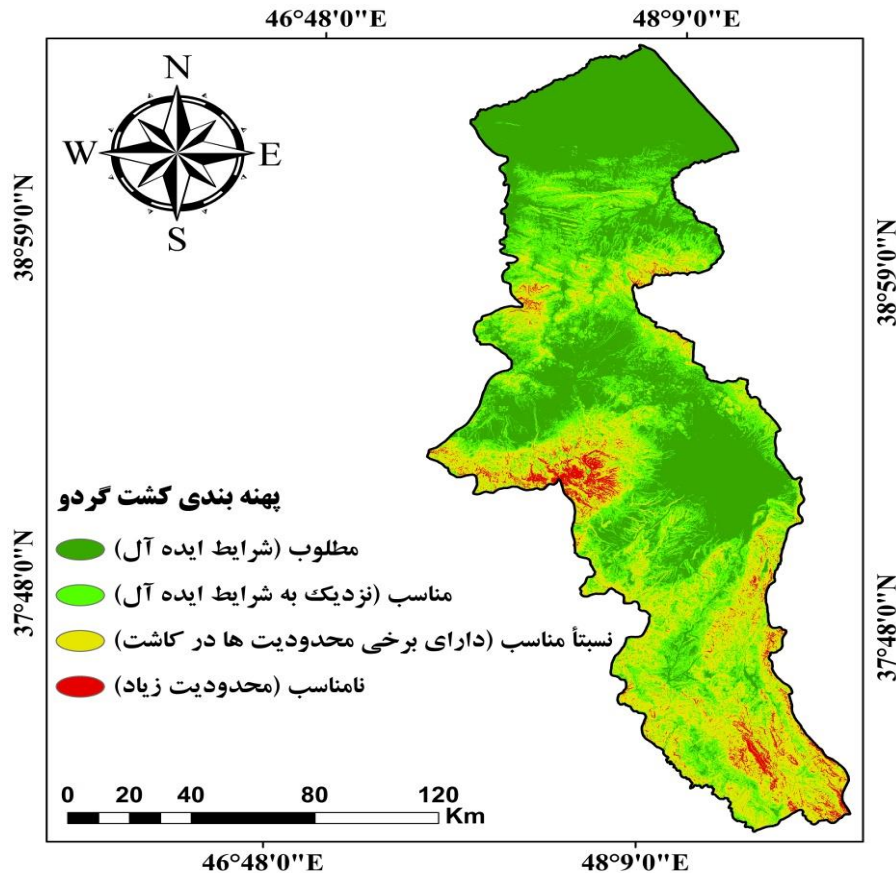 46°48'0"E 48°9'0"E
N
W E
S
38°59'0"N 38°59'0"N
پهنه بندی کشت گردو
مطلوب (شرایط ایده آل)
مناسب (نزدیک به شرایط ایده آل)
نسبتأ مناسب (دارای برخی محدودیت ها در کاشت)
نامناسب (محدودیت زیاد)
37°48'0"N 37°48'0"N
0 20 40 80 120
Km
46°48'0"E 48°9'0"E